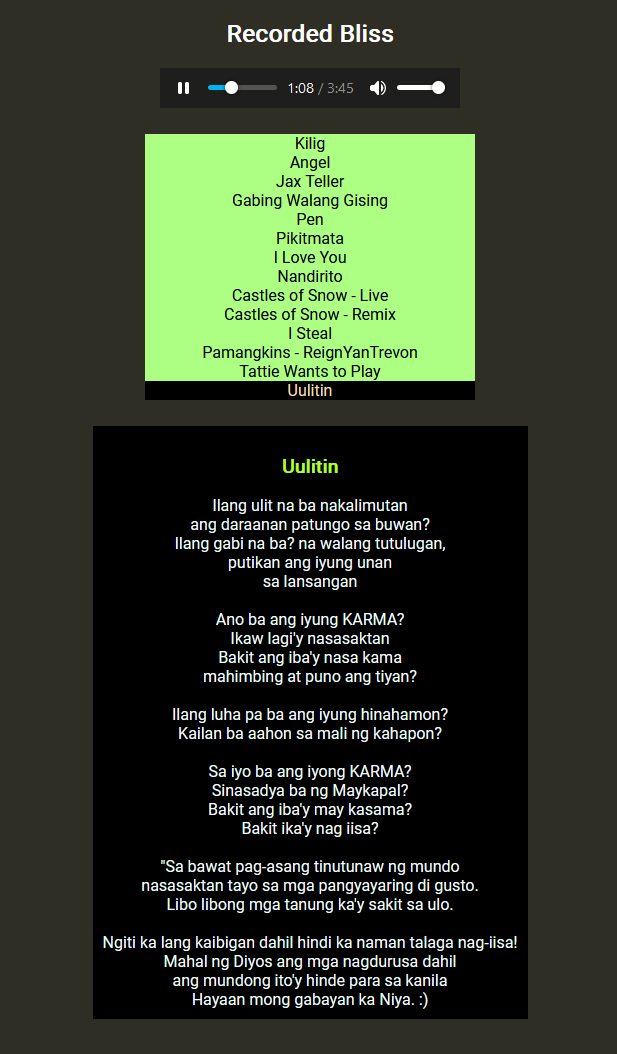 Recorded Bliss
1:08 / 3:45
Kilig
Angel
Jax Teller
Gabing Walang Gising
Pen
Pikitmata
I Love You
Nandirito
Castles of Snow - Live
Castles of Snow - Remix
I Steal
Pamangkins - ReignYanTrevon
Tattie Wants to Play
Uulitin
Uulitin
Ilang ulit na ba nakalimutan
ang daraanan patungo sa buwan?
Ilang gabi na ba? na walang tutulugan,
putikan ang iyung unan
sa lansangan
Ano ba ang iyung KARMA?
Ikaw lagi'y nasasaktan
Bakit ang iba'y nasa kama
mahimbing at puno ang tiyan?
Ilang luha pa ba ang iyung hinahamon?
Kailan ba aahon sa mali ng kahapon?
Sa iyo ba ang iyong KARMA?
Sinasadya ba ng Maykapal?
Bakit ang iba'y may kasama?
Bakit ika'y nag iisa?
"Sa bawat pag-asang tinutunaw ng mundo
nasasaktan tayo sa mga pangyayaring di gusto.
Libo libong mga tanung ka'y sakit sa ulo.
Ngiti ka lang kaibigan dahil hindi ka naman talaga nag-iisa!
Mahal ng Diyos ang mga nagdurusa dahil
ang mundong ito'y hinde para sa kanila
Hayaan mong gabayan ka Niya. :)